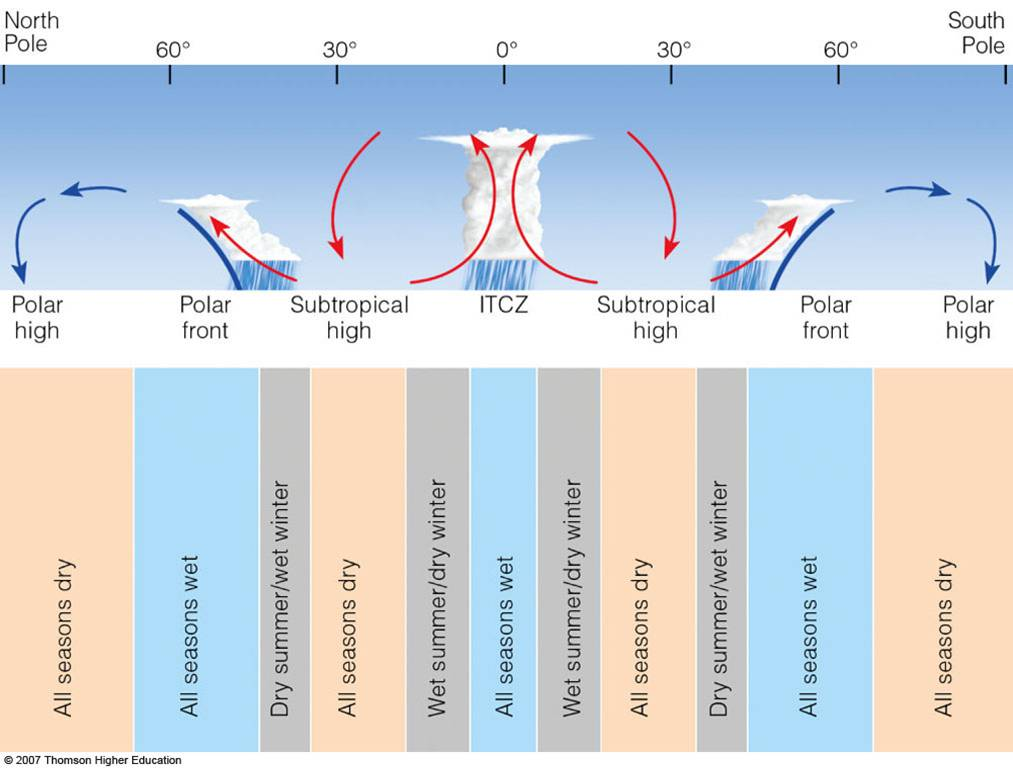 North
Pole
60°
30°
0°
30°
60°
South
Pole
Polar
high
Polar
front
Subtropical
high
ITCZ
Subtropical
high
Polar
front
Polar
high
All seasons dry
All seasons wet
Dry summer/wet winter
All seasons dry
Wet summer/dry winter
All seasons wet
Wet summer/dry winter
All seasons dry
Dry summer/wet winter
All seasons wet
All seasons dry
© 2007 Thomson Higher Education